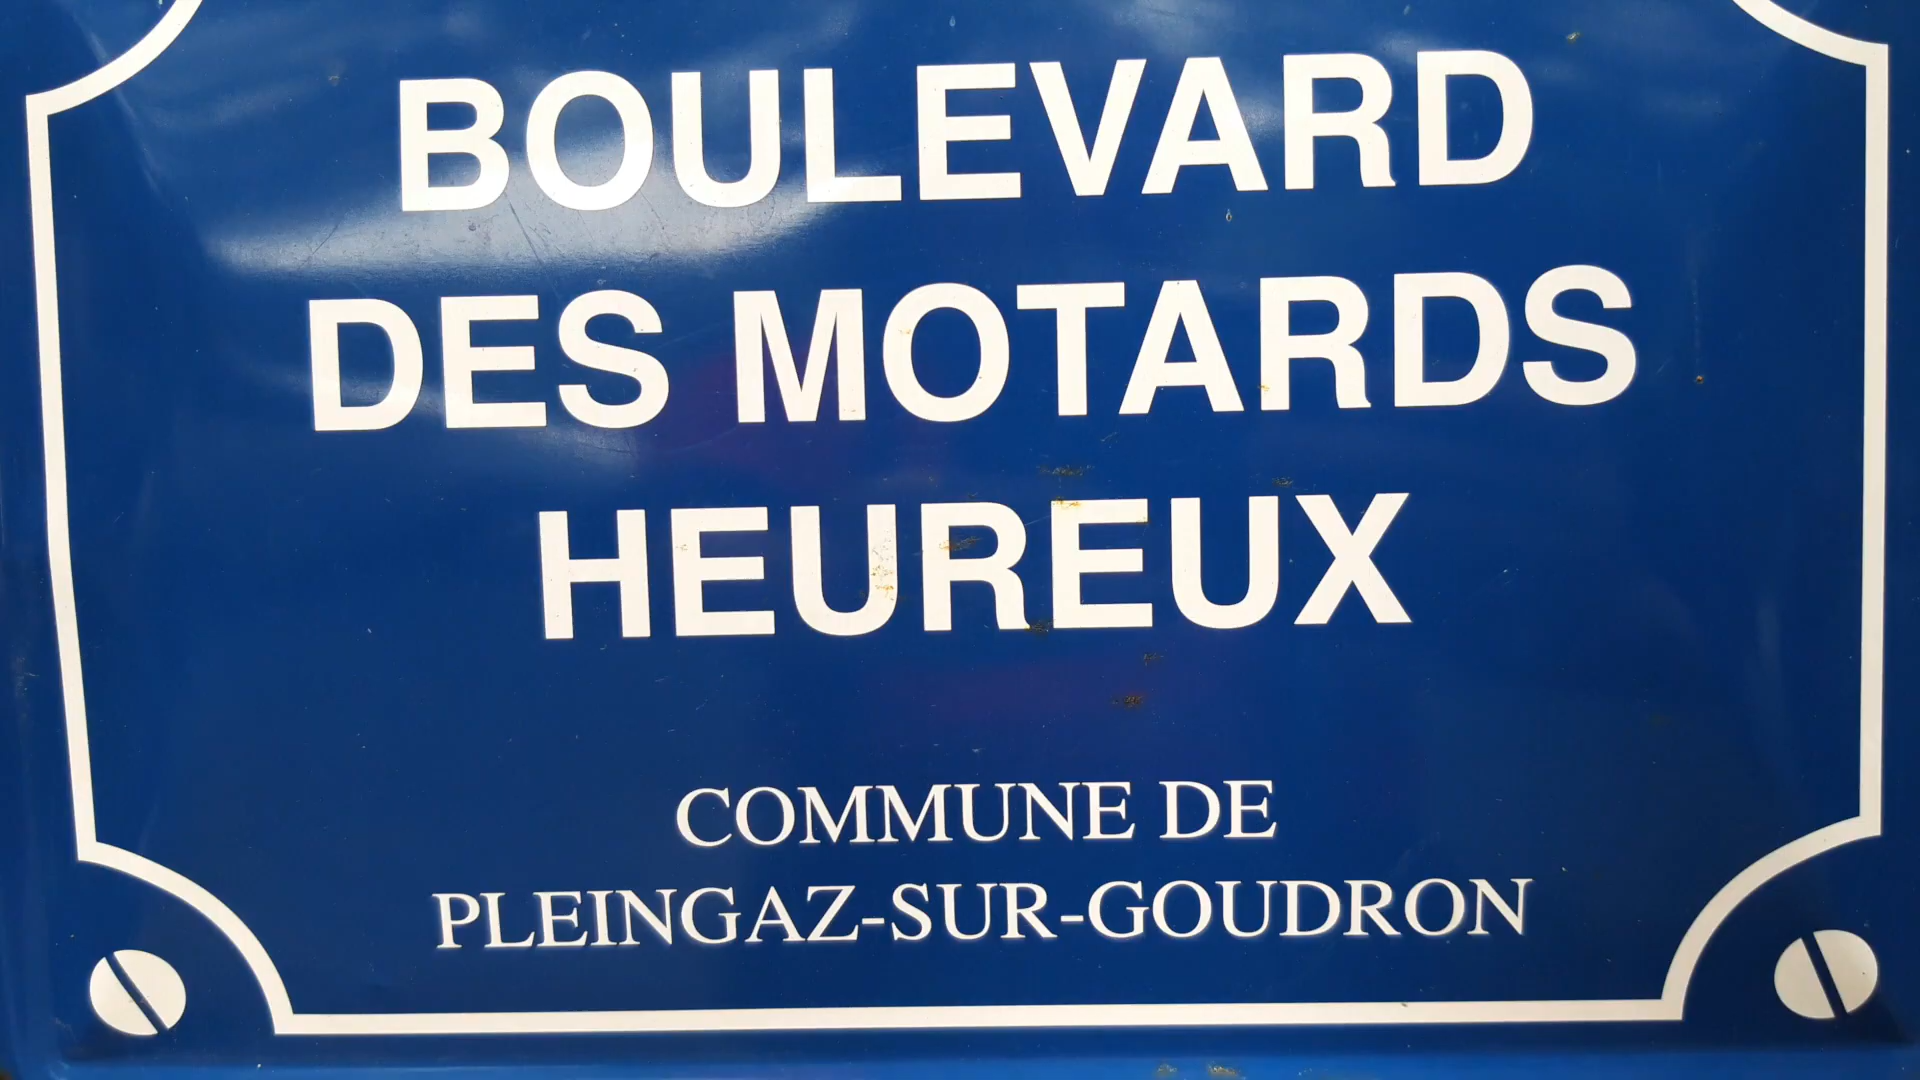 BOULEVARD
DES MOTARDS
HEUREUX
COMMUNE DE
PLEINGAZ-SUR-GOUDRON